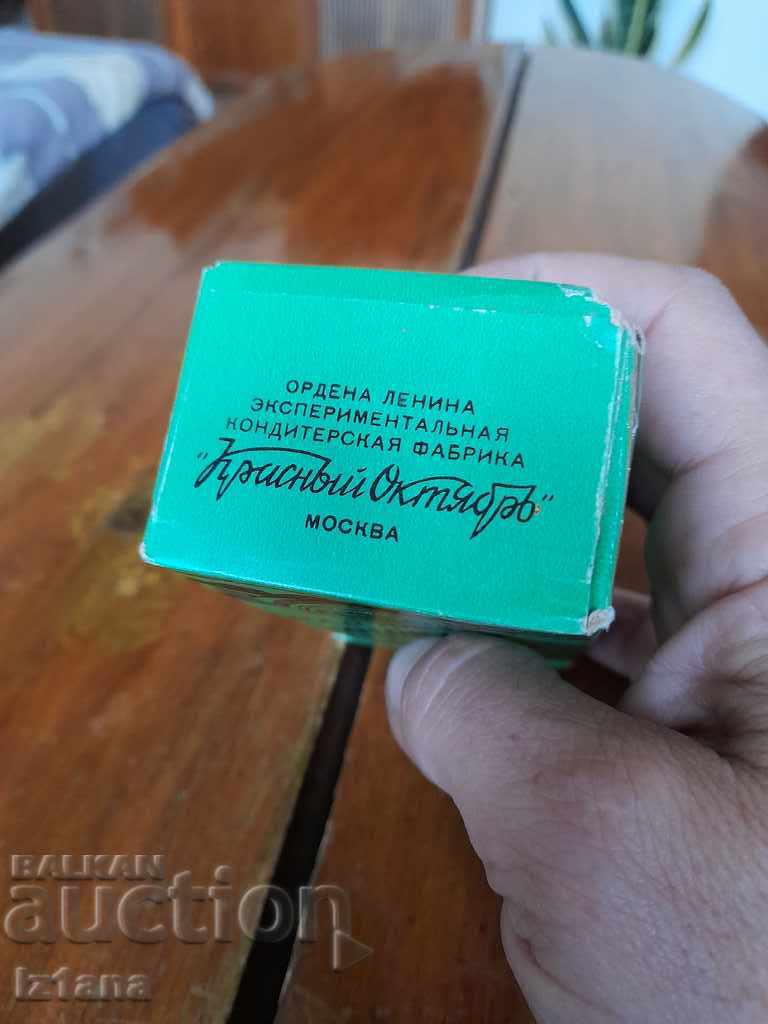 ОРДЕНА ЛЕНИНА
ЭКСПЕРИМЕНТАЛЬНАЯ
КОНДИТЕРСКАЯ ФАБРИКА
"Красный Октябрь"
МОСКВА
BALKAN
auction
Iz1ana